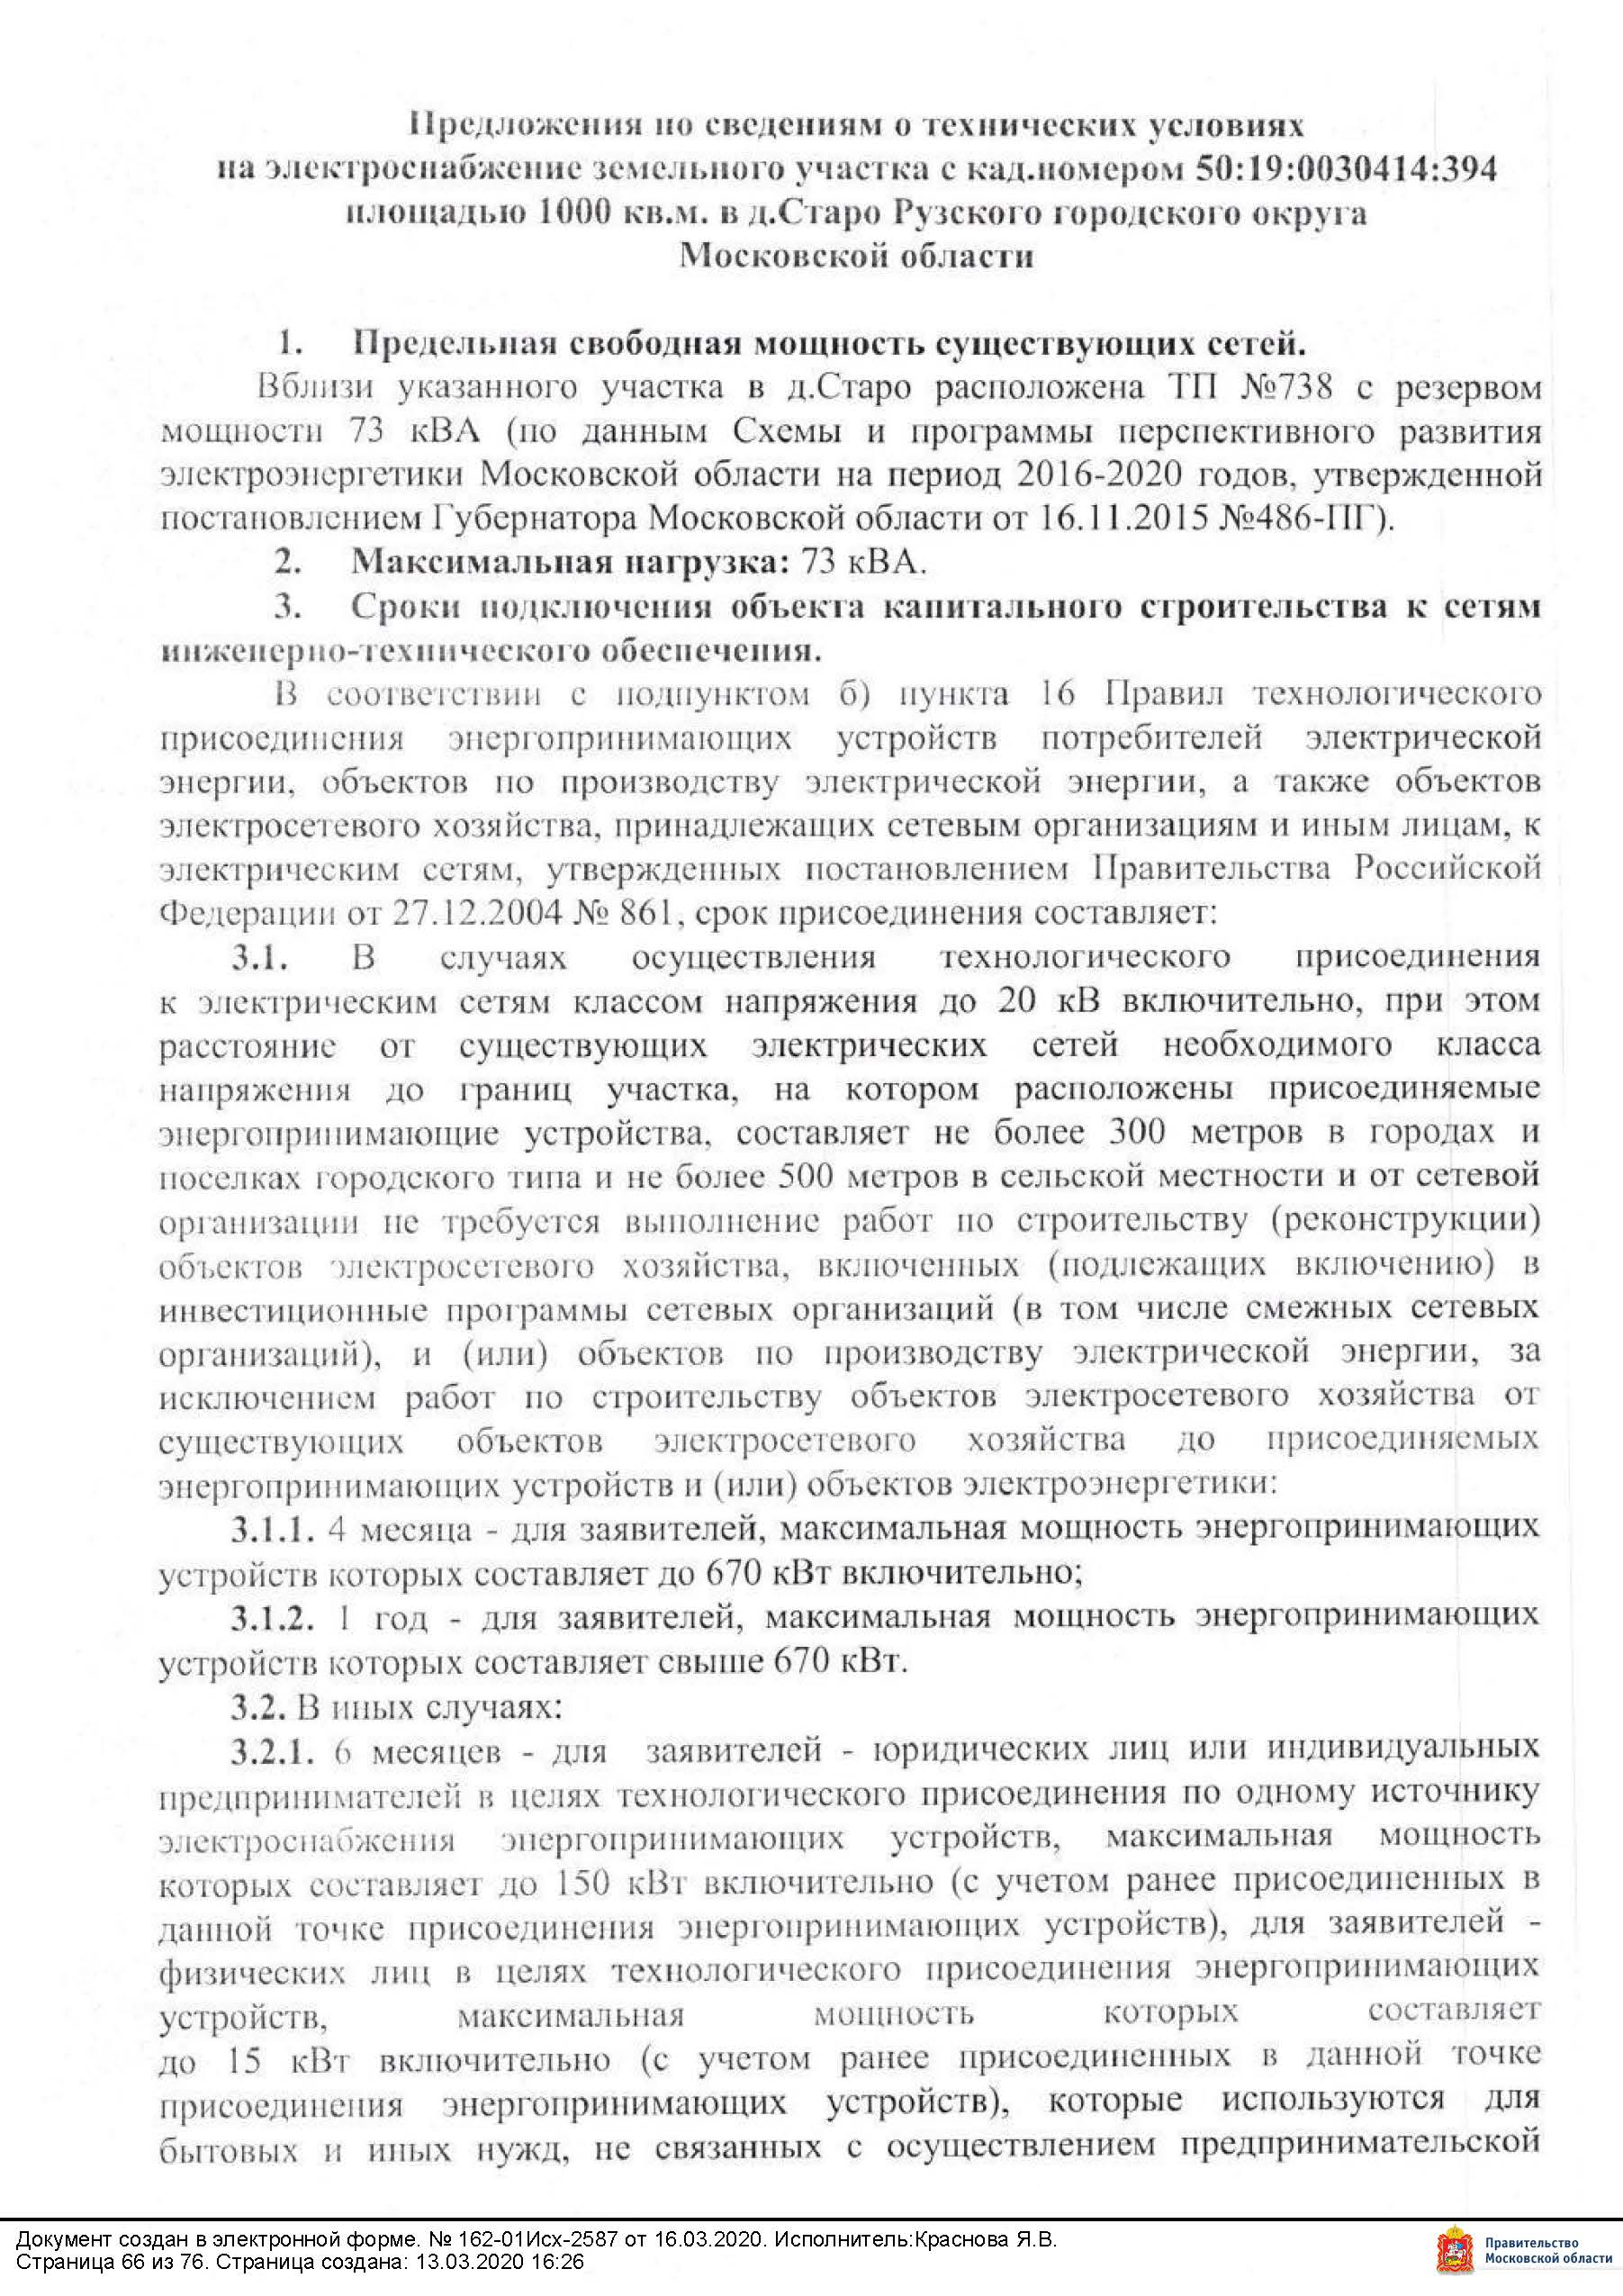 Предложения по сведениям о технических условиях
на электроснабжение земельного участка с кад.номером 50:19:0030414:394
площадью 1000 кв.м. в д.Старо Рузского городского округа
Московской области
1. Предельная свободная мощность существующих сетей.
Вблизи указанного участка в д.Старо расположена ТП №738 с резервом
мощности 73 кВА (по данным Схемы и программы перспективного развития
электроэнергетики Московской области на период 2016-2020 годов, утвержденной
постановлением Губернатора Московской области от 16.11.2015 №486-ПГ).
2. Максимальная нагрузка: 73 кВА.
3. Сроки подключения объекта капитального строительства к сетям
инженерно-технического обеспечения.
В соответствии с подпунктом б) пункта 16 Правил технологического
присоединения энергопринимающих устройств потребителей электрической
энергии, объектов по производству электрической энергии, а также объектов
электросетевого хозяйства, принадлежащих сетевым организациям и иным лицам, к
электрическим сетям, утвержденных постановлением Правительства Российской
Федерации от 27.12.2004 № 861, срок присоединения составляет:
3.1. В случаях осуществления технологического присоединения
к электрическим сетям классом напряжения до 20 кВ включительно, при этом
расстояние от существующих электрических сетей необходимого класса
напряжения до границ участка, на котором расположены присоединяемые
энергопринимающие устройства, составляет не более 300 метров в городах и
поселках городского типа и не более 500 метров в сельской местности и от сетевой
организации не требуется выполнение работ по строительству (реконструкции)
объектов электросетевого хозяйства, включенных (подлежащих включению) в
инвестиционные программы сетевых организаций (в том числе смежных сетевых
организаций), и (или) объектов по производству электрической энергии, за
исключением работ по строительству объектов электросетевого хозяйства от
существующих объектов электросетевого хозяйства до присоединяемых
энергопринимающих устройств и (или) объектов электроэнергетики:
3.1.1. 4 месяца - для заявителей, максимальная мощность энергопринимающих
устройств которых составляет до 670 кВт включительно;
3.1.2. 1 год - для заявителей, максимальная мощность энергопринимающих
устройств которых составляет свыше 670 кВт.
3.2. В иных случаях:
3.2.1. 6 месяцев - для заявителей - юридических лиц или индивидуальных
предпринимателей в целях технологического присоединения по одному источнику
электроснабжения энергопринимающих устройств, максимальная мощность
которых составляет до 150 кВт включительно (с учетом ранее присоединенных в
данной точке присоединения энергопринимающих устройств), для заявителей -
физических лиц в целях технологического присоединения энергопринимающих
устройств, максимальная мощность которых составляет
до 15 кВт включительно (с учетом ранее присоединенных в данной точке
присоединения энергопринимающих устройств), которые используются для
бытовых и иных нужд, не связанных с осуществлением предпринимательской
Документ создан в электронной форме. № 162-01Исх-2587 от 16.03.2020. Исполнитель:Краснова Я.В.
Страница 66 из 76. Страница создана: 13.03.2020 16:26
Правительство
Московской области